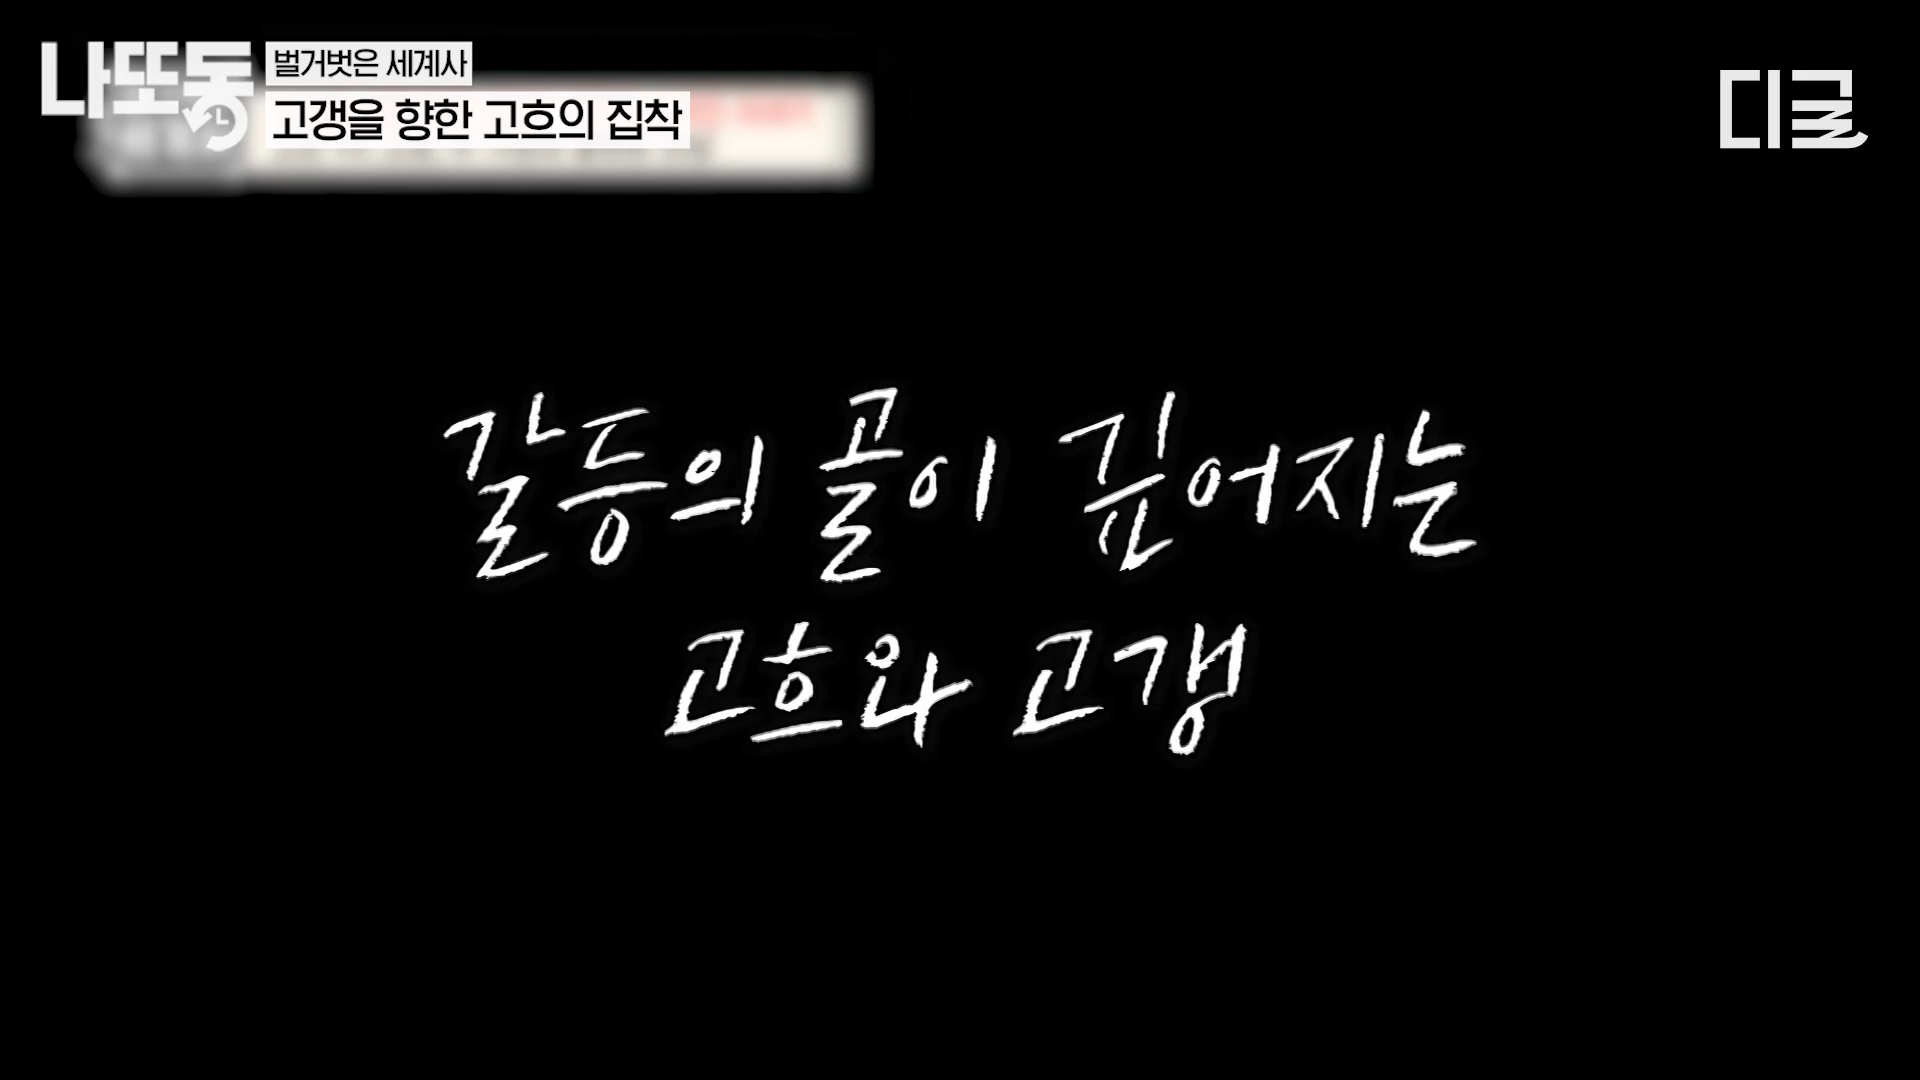 나또동
벌거벗은 세계사
고갱을 향한 고흐의 집착
디글
갈등의 골이 깊어지는
고흐와 고갱